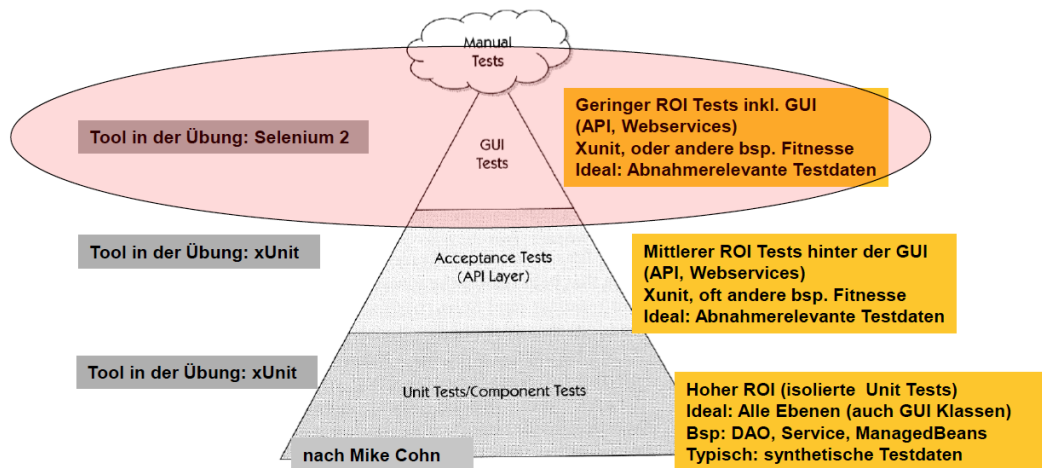 Manual
Tests
Tool in der Übung: Selenium 2
GUI
Tests
Geringer ROI Tests inkl. GUI
(API, Webservices)
Xunit, oder andere bsp. Fitnesse
Ideal: Abnahmerelevante Testdaten
Tool in der Übung: xUnit
Acceptance Tests
(API Layer)
Mittlerer ROI Tests hinter der GUI
(API, Webservices)
Xunit, oft andere bsp. Fitnesse
Ideal: Abnahmerelevante Testdaten
Tool in der Übung: xUnit
Unit Tests/Component Tests
Hoher ROI (isolierte Unit Tests)
Ideal: Alle Ebenen (auch GUI Klassen)
Bsp: DAO, Service, ManagedBeans
Typisch: synthetische Testdaten
nach Mike Cohn